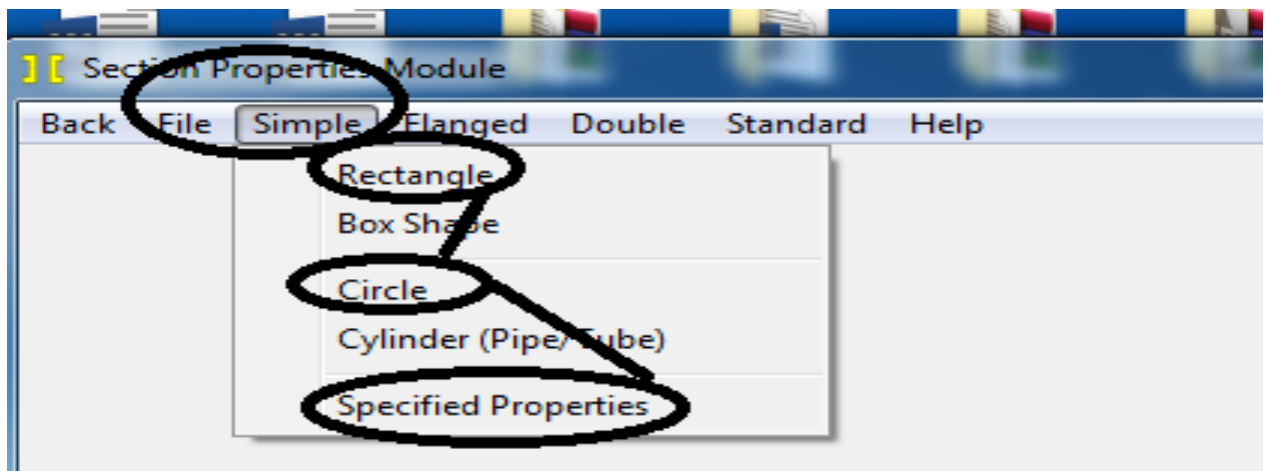 Section Properties Module
Back File Simple Flanged Double Standard Help
Rectangle
Box Shape
Circle
Cylinder (Pipe/Tube)
Specified Properties